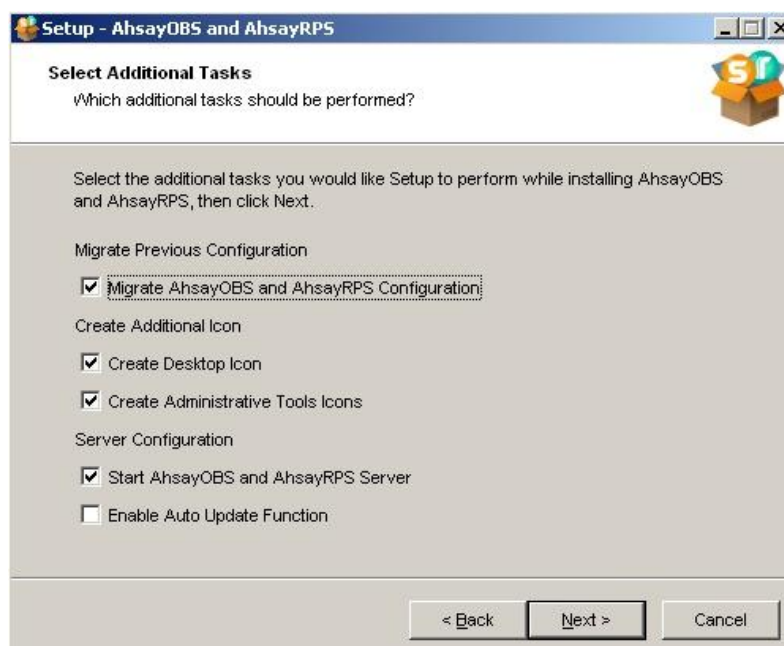 Setup - AhsayOBS and AhsayRPS
Select Additional Tasks
Which additional tasks should be performed?
Select the additional tasks you would like Setup to perform while installing AhsayOBS
and AhsayRPS, then click Next.
Migrate Previous Configuration
Migrate AhsayOBS and AhsayRPS Configuration
Create Additional Icon
Create Desktop Icon
Create Administrative Tools Icons
Server Configuration
Start AhsayOBS and AhsayRPS Server
Enable Auto Update Function
< Back Next > Cancel